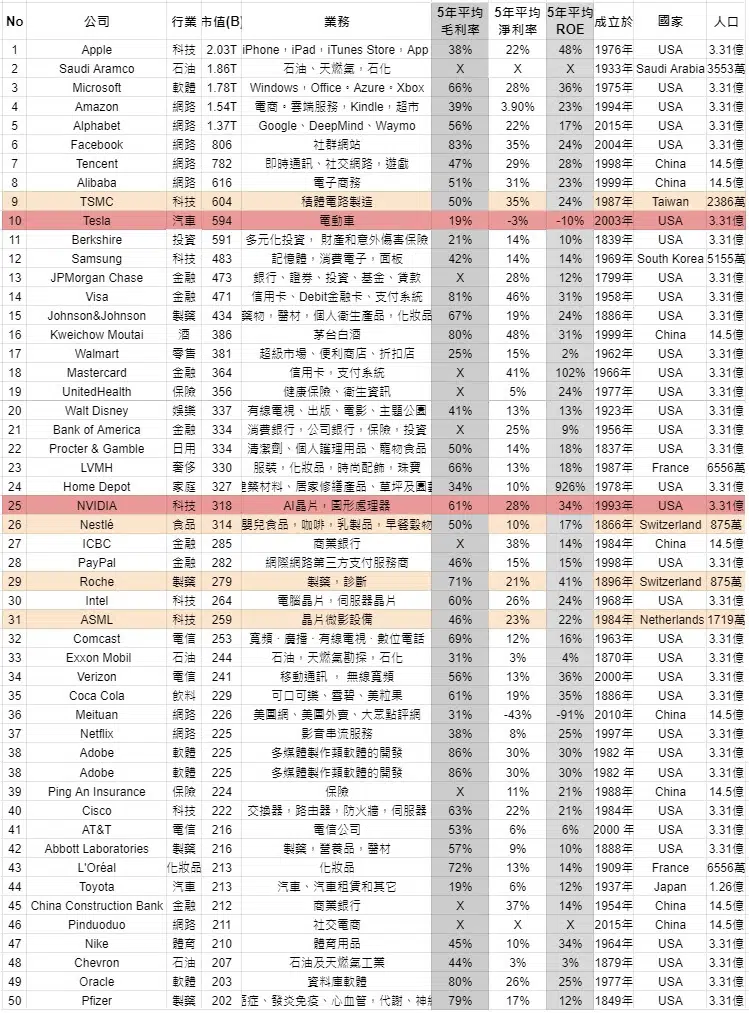 No 公司 行業 市值(B) 業務 5年平均毛利率 5年平均淨利率 5年平均ROE 成立於 國家 人口
1 Apple 科技 2.03T iPhone，iPad，iTunes Store，App 38% 22% 48% 1976年 USA 3.31億
2 Saudi Aramco 石油 1.86T 石油、天燃氣，石化 X X X 1933年 Saudi Arabia 3553萬
3 Microsoft 軟體 1.78T Windows，Office。Azure。Xbox 66% 28% 36% 1975年 USA 3.31億
4 Amazon 網路 1.54T 電商。雲端服務，Kindle，超市 39% 3.90% 23% 1994年 USA 3.31億
5 Alphabet 網路 1.37T Google、DeepMind、Waymo 56% 22% 17% 2015年 USA 3.31億
6 Facebook 網路 806 社群網站 83% 35% 24% 2004年 USA 3.31億
7 Tencent 網路 782 即時通訊、社交網路，遊戲 47% 29% 28% 1998年 China 14.5億
8 Alibaba 網路 616 電子商務 51% 31% 23% 1999年 China 14.5億
9 TSMC 科技 604 積體電路製造 50% 35% 24% 1987年 Taiwan 2386萬
10 Tesla 汽車 594 電動車 19% -3% -10% 2003年 USA 3.31億
11 Berkshire 投資 591 多元化投資， 財產和意外傷害保險 21% 14% 10% 1839年 USA 3.31億
12 Samsung 科技 483 記憶體，消費電子，面板 42% 14% 14% 1969年 South Korea 5155萬
13 JPMorgan Chase 金融 473 銀行、證劵、投資、基金、貸款 X 28% 12% 1799年 USA 3.31億
14 Visa 金融 471 信用卡、Debit金融卡、支付系統 81% 46% 31% 1958年 USA 3.31億
15 Johnson&Johnson 製藥 434 藥物，醫材，個人衛生產品，化妝品 67% 19% 24% 1886年 USA 3.31億
16 Kweichow Moutai 酒 386 茅台白酒 80% 48% 31% 1999年 China 14.5億
17 Walmart 零售 381 超級市場、便利商店、折扣店 25% 15% 2% 1962年 USA 3.31億
18 Mastercard 金融 364 信用卡，支付系統 X 41% 102% 1966年 USA 3.31億
19 UnitedHealth 保險 356 健康保險、衛生資訊 X 5% 24% 1977年 USA 3.31億
20 Walt Disney 娛樂 337 有線電視、出版、電影、主題公園 41% 13% 13% 1923年 USA 3.31億
21 Bank of America 金融 334 消費銀行，公司銀行，保險，投資 X 25% 9% 1956年 USA 3.31億
22 Procter & Gamble 日用 334 清潔劑、個人護理用品、寵物食品 50% 14% 18% 1837年 USA 3.31億
23 LVMH 奢侈 330 服裝，化妝品，時尚配飾，珠寶 66% 13% 18% 1987年 France 6556萬
24 Home Depot 家庭 327 建築材料、居家修護產品、草坪及園藝 34% 10% 926% 1978年 USA 3.31億
25 NVIDIA 科技 318 AI晶片，圖形處理器 61% 28% 34% 1993年 USA 3.31億
26 Nestlé 食品 314 嬰兒食品，咖啡，乳製品，早餐穀物 50% 10% 17% 1866年 Switzerland 875萬
27 ICBC 金融 285 商業銀行 X 38% 14% 1984年 China 14.5億
28 PayPal 金融 282 網際網路第三方支付服務商 46% 15% 15% 1998年 USA 3.31億
29 Roche 製藥 279 製藥，診斷 71% 21% 41% 1896年 Switzerland 875萬
30 Intel 科技 264 電腦晶片，伺服器晶片 60% 26% 24% 1968年 USA 3.31億
31 ASML 科技 259 晶片微影設備 46% 23% 22% 1984年 Netherlands 1719萬
32 Comcast 電信 253 寬頻．廣播．有線電視．數位電話 69% 12% 16% 1963年 USA 3.31億
33 Exxon Mobil 石油 244 石油，天燃氣勘探，石化 31% 3% 4% 1870年 USA 3.31億
34 Verizon 電信 241 移動通訊 ， 無線寬頻 56% 13% 36% 2000年 USA 3.31億
35 Coca Cola 飲料 229 可口可樂、雪碧、美粒果 61% 19% 35% 1886年 USA 3.31億
36 Meituan 網路 226 美團網、美團外賣、大眾點評網 31% -43% -91% 2010年 China 14.5億
37 Netflix 網路 225 影音串流服務 38% 8% 25% 1997年 USA 3.31億
38 Adobe 軟體 225 多媒體製作類軟體的開發 86% 30% 30% 1982 年 USA 3.31億
38 Adobe 軟體 225 多媒體製作類軟體的開發 86% 30% 30% 1982 年 USA 3.31億
39 Ping An Insurance 保險 224 保險 X 11% 21% 1988年 China 14.5億
40 Cisco 科技 222 交換器，路由器，防火牆，伺服器 63% 22% 21% 1984年 USA 3.31億
41 AT&T 電信 216 電信公司 53% 6% 6% 2000 年 USA 3.31億
42 Abbott Laboratories 製藥 216 製藥，營養品，醫材 57% 9% 10% 1888年 USA 3.31億
43 L'Oréal 化妝品 213 化妝品 72% 13% 14% 1909年 France 6556萬
44 Toyota 汽車 213 汽車、汽車租賃和其它 19% 6% 12% 1937年 Japan 1.26億
45 China Construction Bank 金融 212 商業銀行 X 37% 14% 1954年 China 14.5億
46 Pinduoduo 網路 211 社交電商 X X X 2015年 China 14.5億
47 Nike 體育 210 體育用品 45% 10% 34% 1964年 USA 3.31億
48 Chevron 石油 207 石油及天燃氣工業 44% 3% 3% 1879年 USA 3.31億
49 Oracle 軟體 203 資料庫軟體 80% 26% 25% 1977年 USA 3.31億
50 Pfizer 製藥 202 症、發炎免疫、心血管，代謝、神經 79% 17% 12% 1849年 USA 3.31億